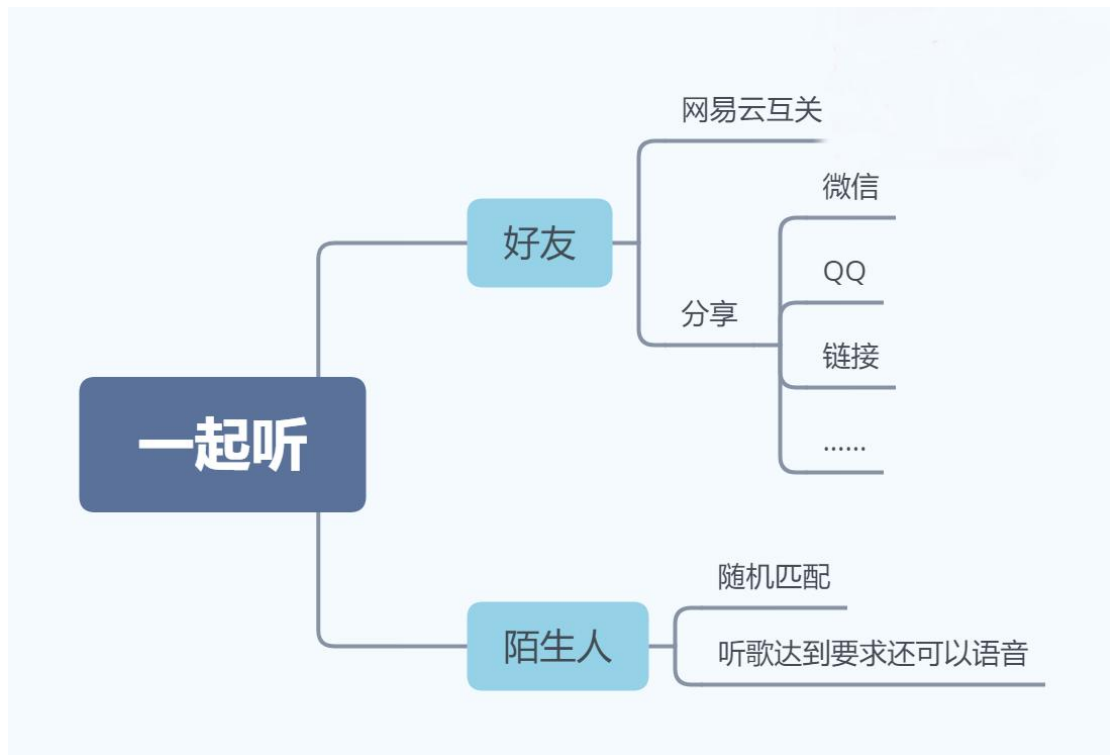 一起听
好友
网易云互关
分享
微信
QQ
链接
......
陌生人
随机匹配
听歌达到要求还可以语音